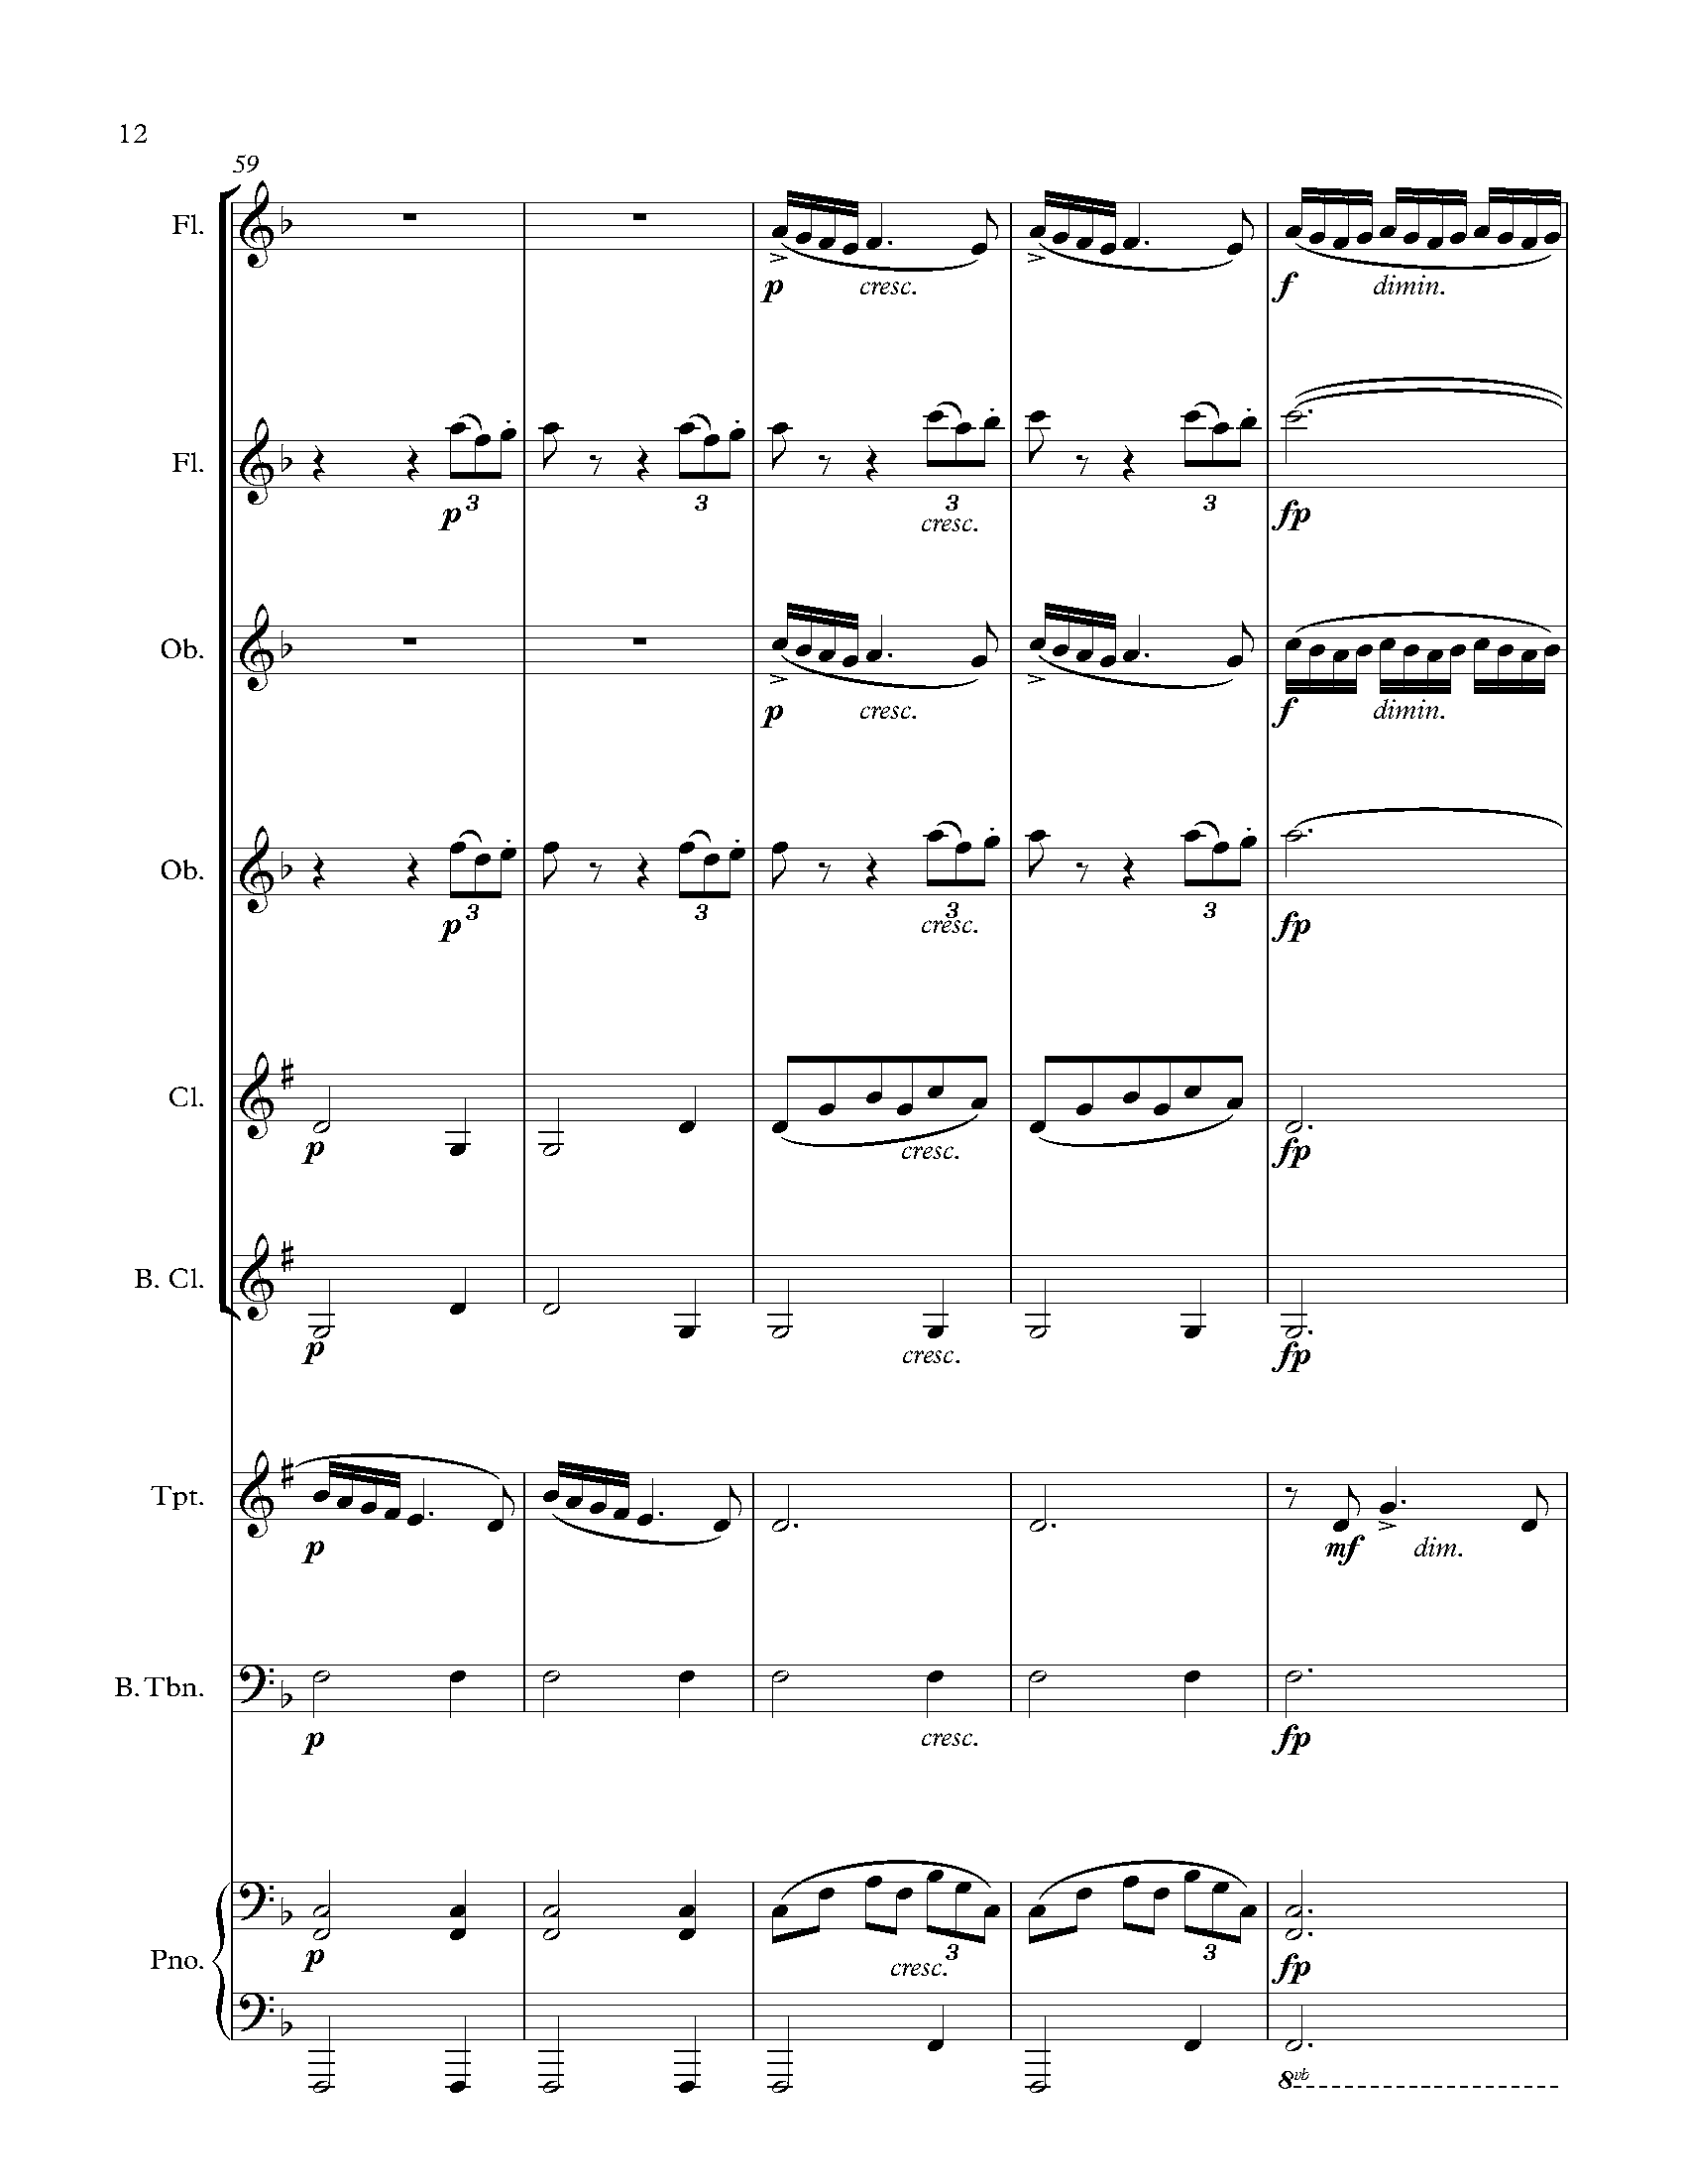 12
59
Fl.
p cresc. f dimin.
Fl.
3 3 3 3
p cresc. fp
Ob.
p cresc. f dimin.
Ob.
3 3 3 3
p cresc. fp
Cl.
p cresc. fp
B. Cl.
p cresc. fp
Tpt.
p mf dim.
B. Tbn.
p cresc. fp
Pno.
3 3
p cresc. fp
8vb